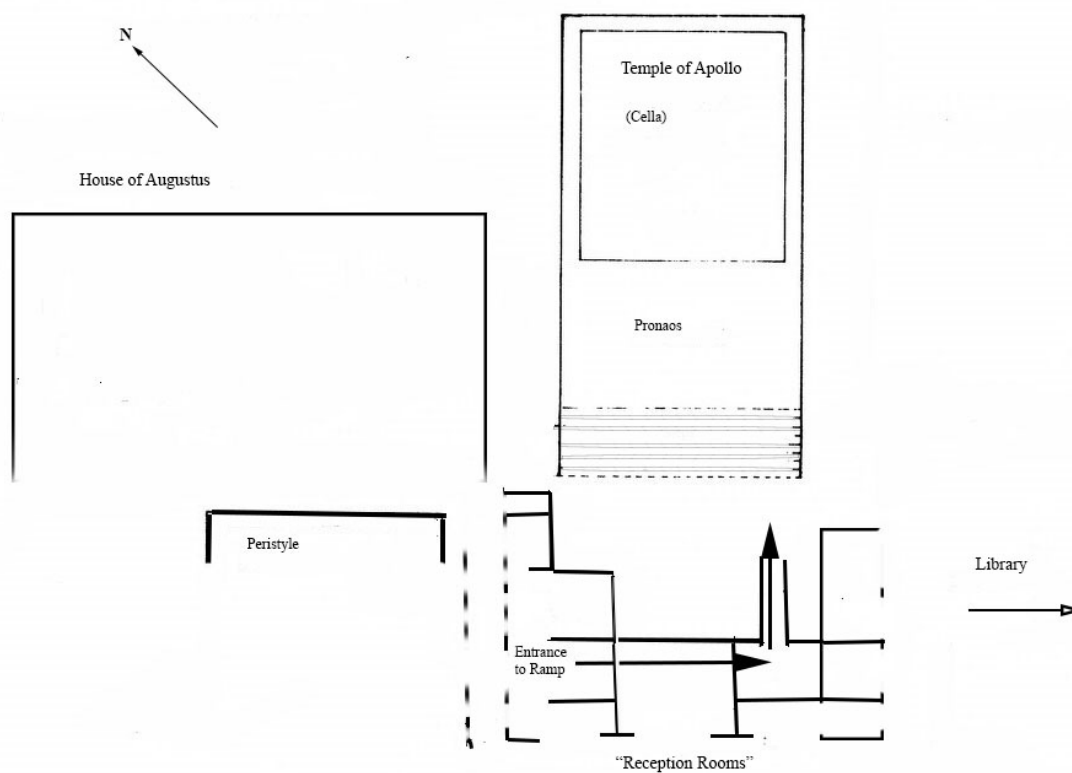 N
Temple of Apollo
(Cella)
House of Augustus
Pronaos
Peristyle
Library
Entrance
to Ramp
“Reception Rooms”